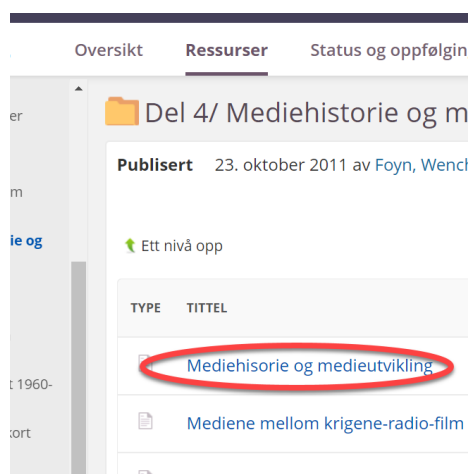 Oversikt Ressurser Status og oppfølgin
er
Del 4/ Mediehistorie og m
Publisert 23. oktober 2011 av Foyn, Wench
m
ie og
Ett nivå opp
TYPE TITTEL
Mediehisorie og medieutvikling
t 1960-
Mediene mellom krigene-radio-film
kort